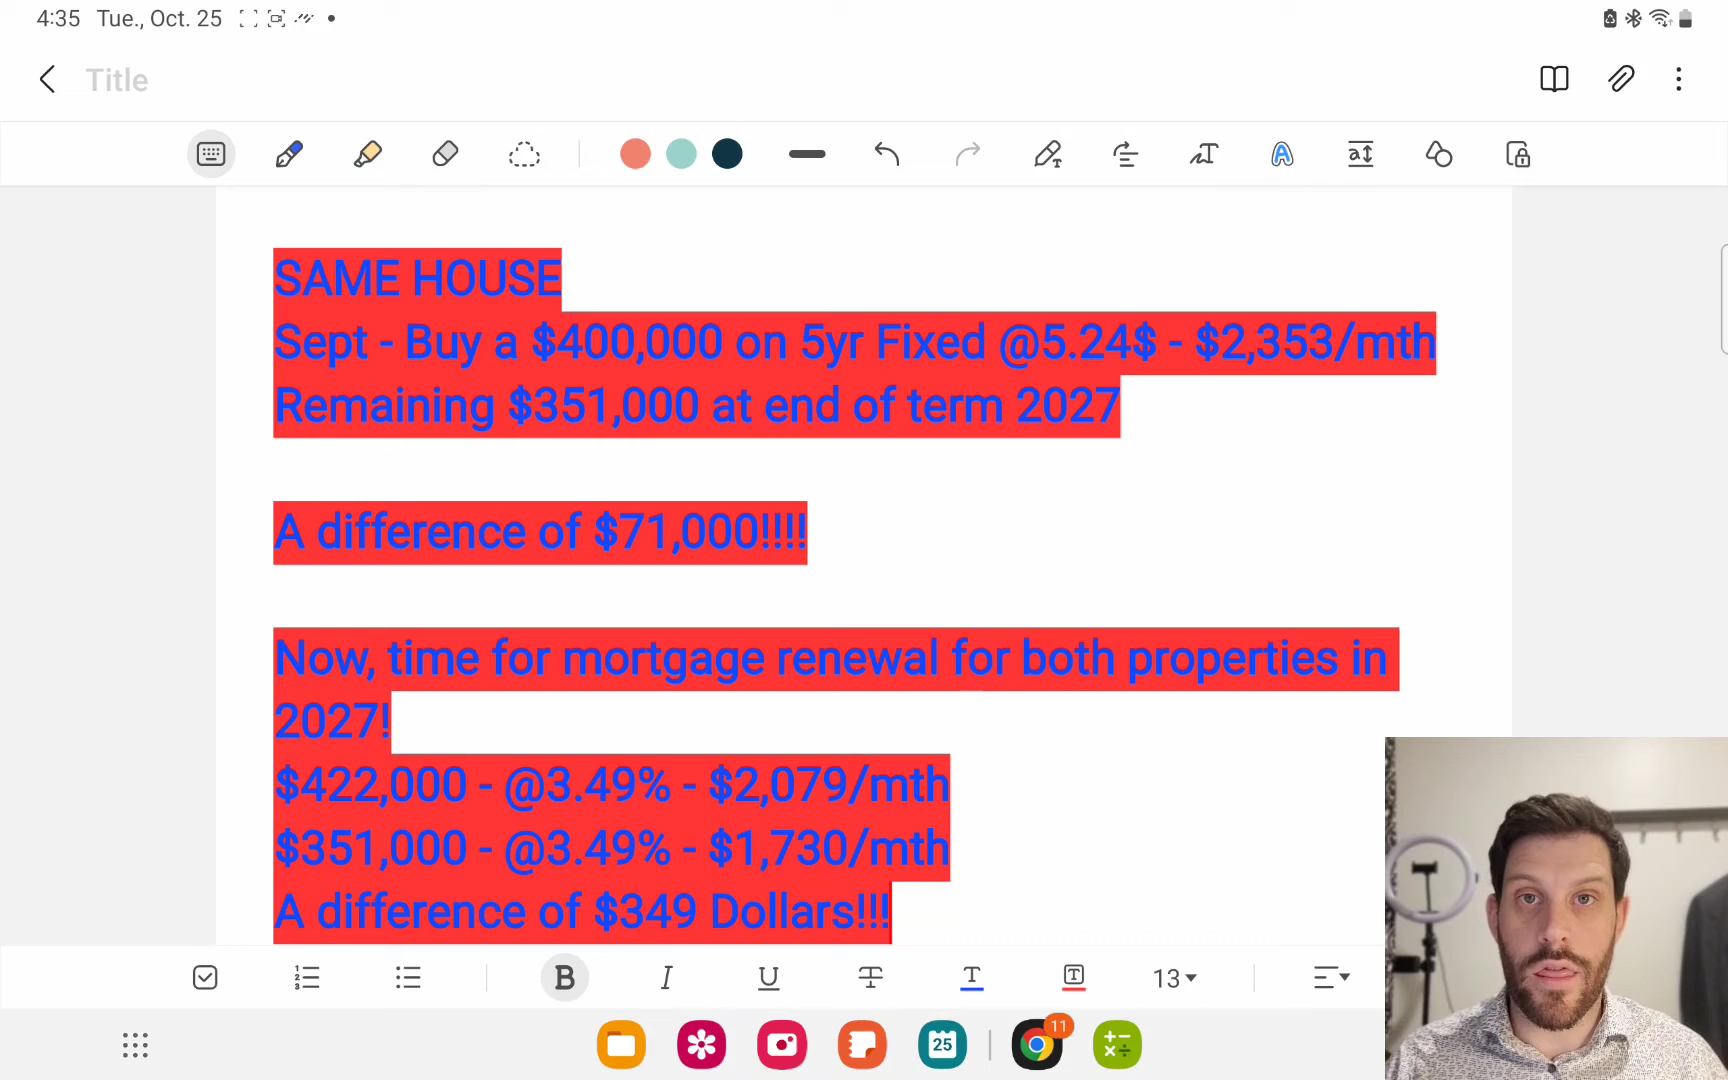 4:35 Tue., Oct. 25
Title
SAME HOUSE
Sept - Buy a $400,000 on 5yr Fixed @5.24$ - $2,353/mth
Remaining $351,000 at end of term 2027
A difference of $71,000!!!!
Now, time for mortgage renewal for both properties in
2027!
$422,000 - @3.49% - $2,079/mth
$351,000 - @3.49% - $1,730/mth
A difference of $349 Dollars!!!
B I U T T T 13
25 11